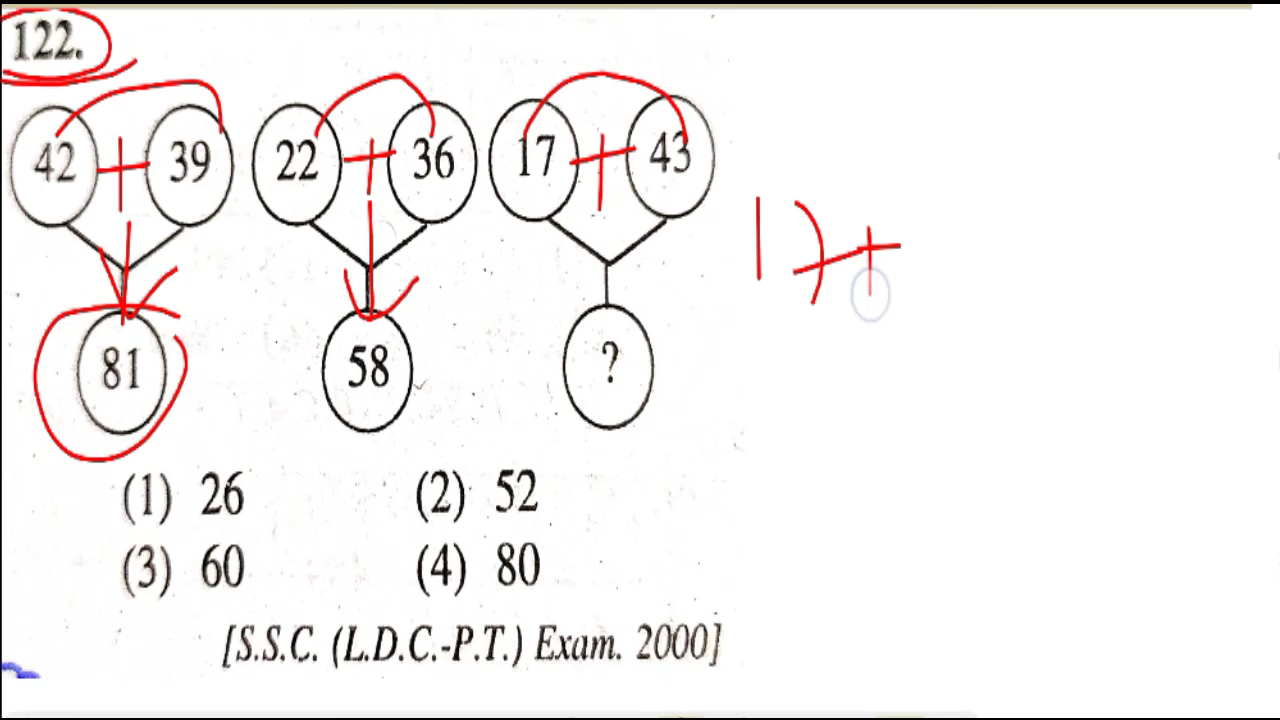 122.
42 + 39 22 + 36 17 + 43
17 +
81 58 ?
(1) 26 (2) 52
(3) 60 (4) 80
[S.S.C. (L.D.C.-P.T.) Exam. 2000]